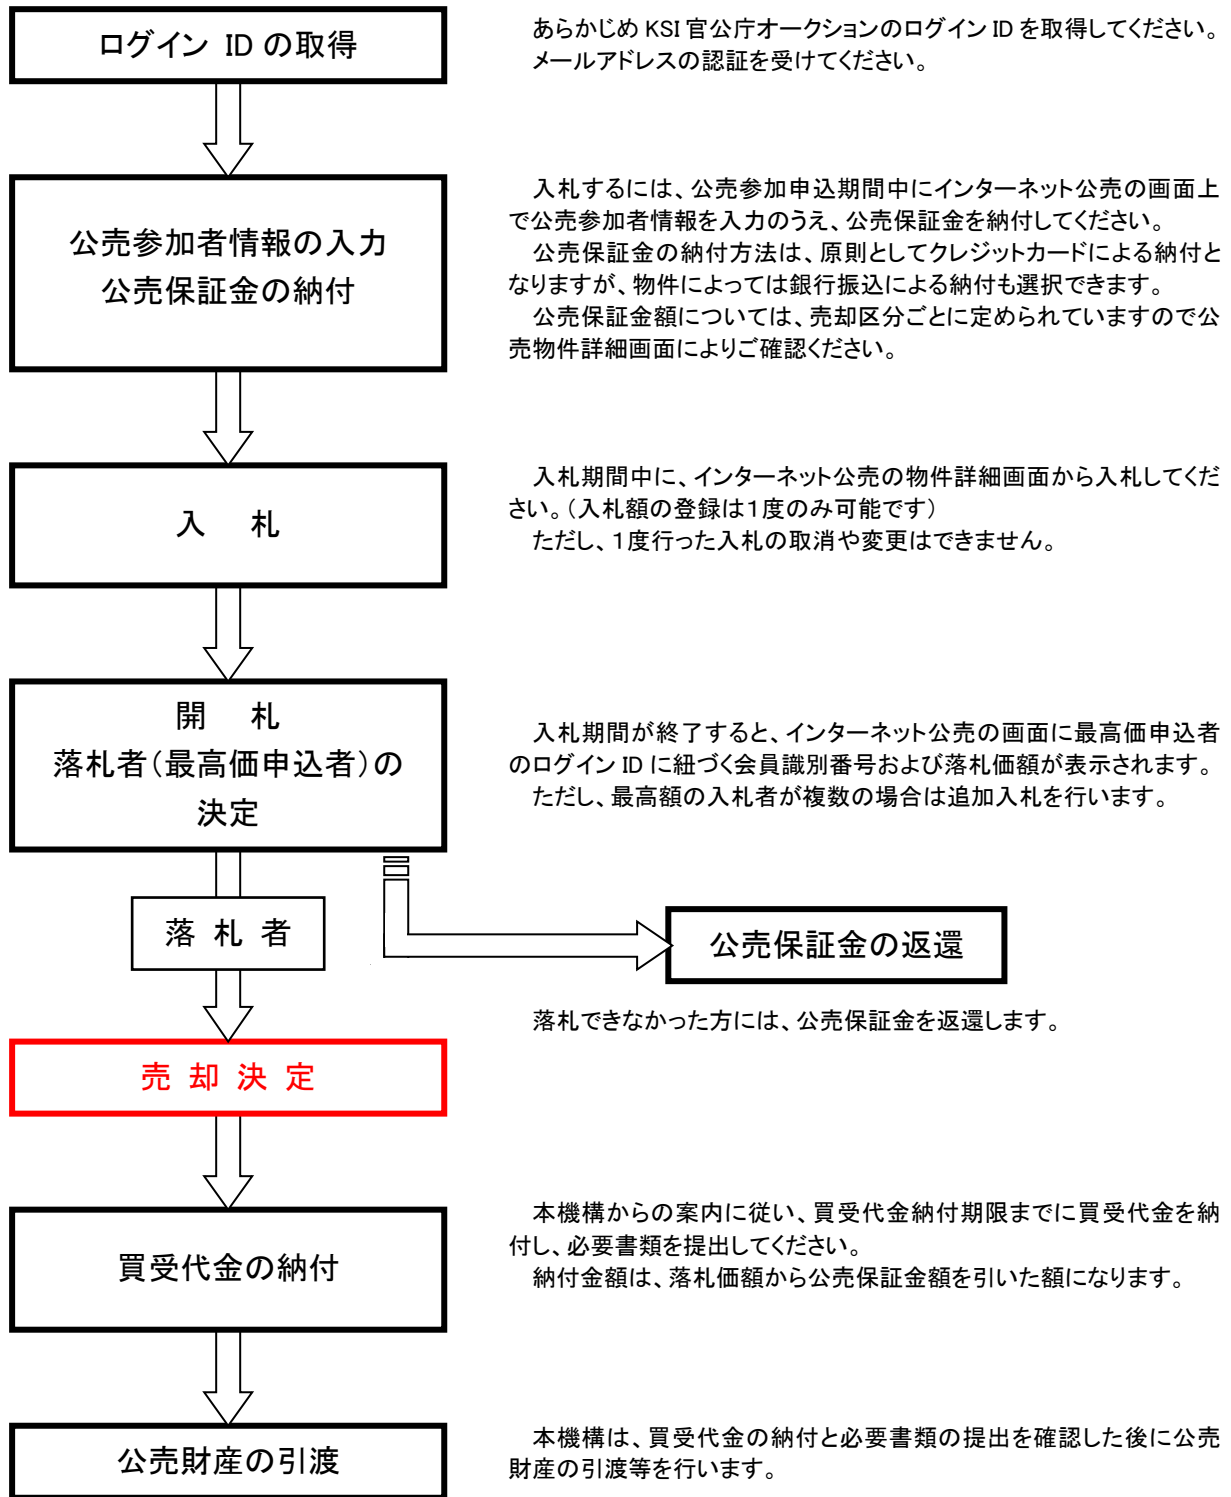 ログイン ID の取得
あらかじめ KSI 官公庁オークションのログイン ID を取得してください。
メールアドレスの認証を受けてください。
公売参加者情報の入力
公売保証金の納付
入札するには、公売参加申込期間中にインターネット公売の画面上
で公売参加者情報を入力のうえ、公売保証金を納付してください。
公売保証金の納付方法は、原則としてクレジットカードによる納付と
なりますが、物件によっては銀行振込による納付も選択できます。
公売保証金額については、売却区分ごとに定められていますので公
売物件詳細画面によりご確認ください。
入 札
入札期間中に、インターネット公売の物件詳細画面から入札してくだ
さい。（入札額の登録は１度のみ可能です）
ただし、１度行った入札の取消や変更はできません。
開 札
落札者（最高価申込者）の
決定
入札期間が終了すると、インターネット公売の画面に最高価申込者
のログイン ID に紐づく会員識別番号および落札価額が表示されます。
ただし、最高額の入札者が複数の場合は追加入札を行います。
落 札 者
公売保証金の返還
落札できなかった方には、公売保証金を返還します。
売 却 決 定
買受代金の納付
本機構からの案内に従い、買受代金納付期限までに買受代金を納
付し、必要書類を提出してください。
納付金額は、落札価額から公売保証金額を引いた額になります。
公売財産の引渡
本機構は、買受代金の納付と必要書類の提出を確認した後に公売
財産の引渡等を行います。